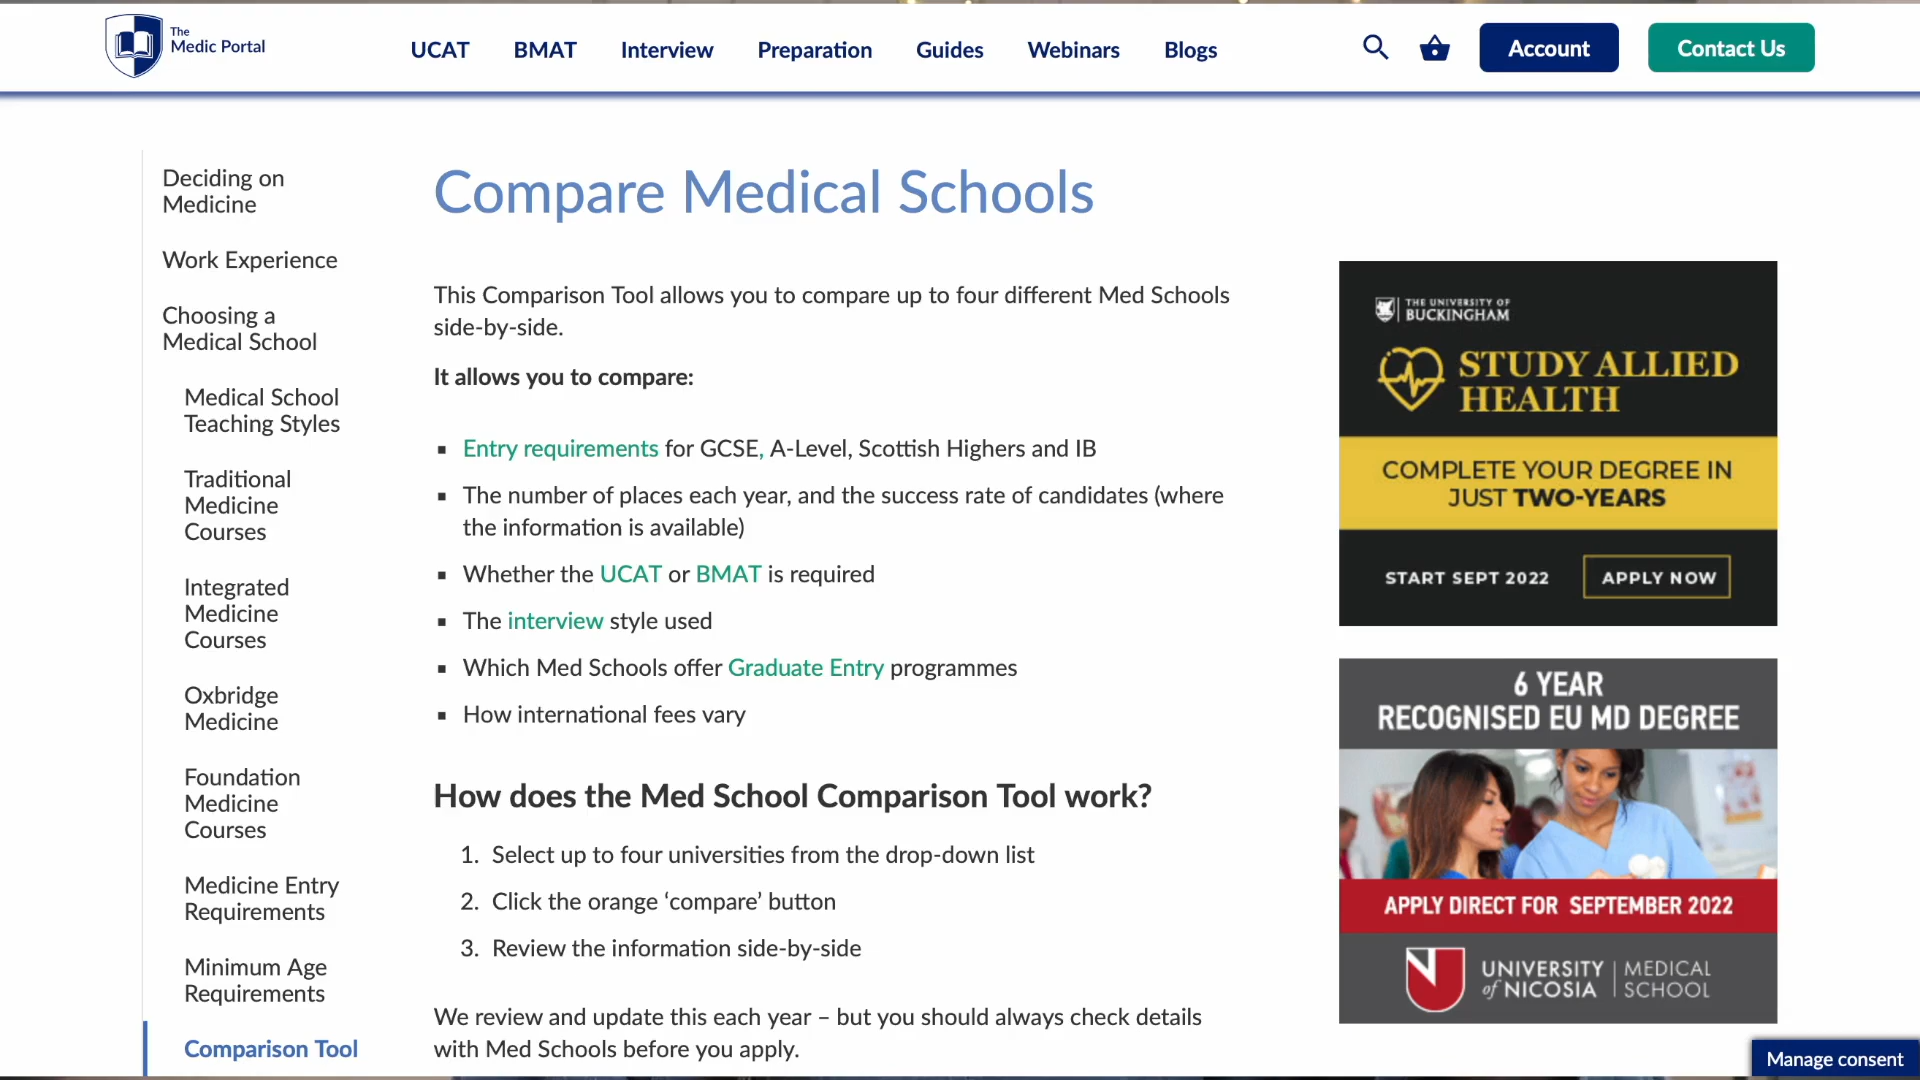 The
Medic Portal
UCAT
BMAT
Interview
Preparation
Guides
Webinars
Blogs
Account
Contact Us
Deciding on
Medicine
Work Experience
Choosing a
Medical School
Medical School
Teaching Styles
Traditional
Medicine
Courses
Integrated
Medicine
Courses
Oxbridge
Medicine
Foundation
Medicine
Courses
Medicine Entry
Requirements
Minimum Age
Requirements
Comparison Tool
Compare Medical Schools
This Comparison Tool allows you to compare up to four different Med Schools
side-by-side.
It allows you to compare:
▪ Entry requirements for GCSE, A-Level, Scottish Highers and IB
▪ The number of places each year, and the success rate of candidates (where
the information is available)
▪ Whether the UCAT or BMAT is required
▪ The interview style used
▪ Which Med Schools offer Graduate Entry programmes
▪ How international fees vary
How does the Med School Comparison Tool work?
1. Select up to four universities from the drop-down list
2. Click the orange ‘compare’ button
3. Review the information side-by-side
We review and update this each year – but you should always check details
with Med Schools before you apply.
THE UNIVERSITY OF
BUCKINGHAM
STUDY ALLIED
HEALTH
COMPLETE YOUR DEGREE IN
JUST TWO-YEARS
START SEPT 2022
APPLY NOW
6 YEAR
RECOGNISED EU MD DEGREE
APPLY DIRECT FOR SEPTEMBER 2022
UNIVERSITY
of NICOSIA
MEDICAL
SCHOOL
Manage consent